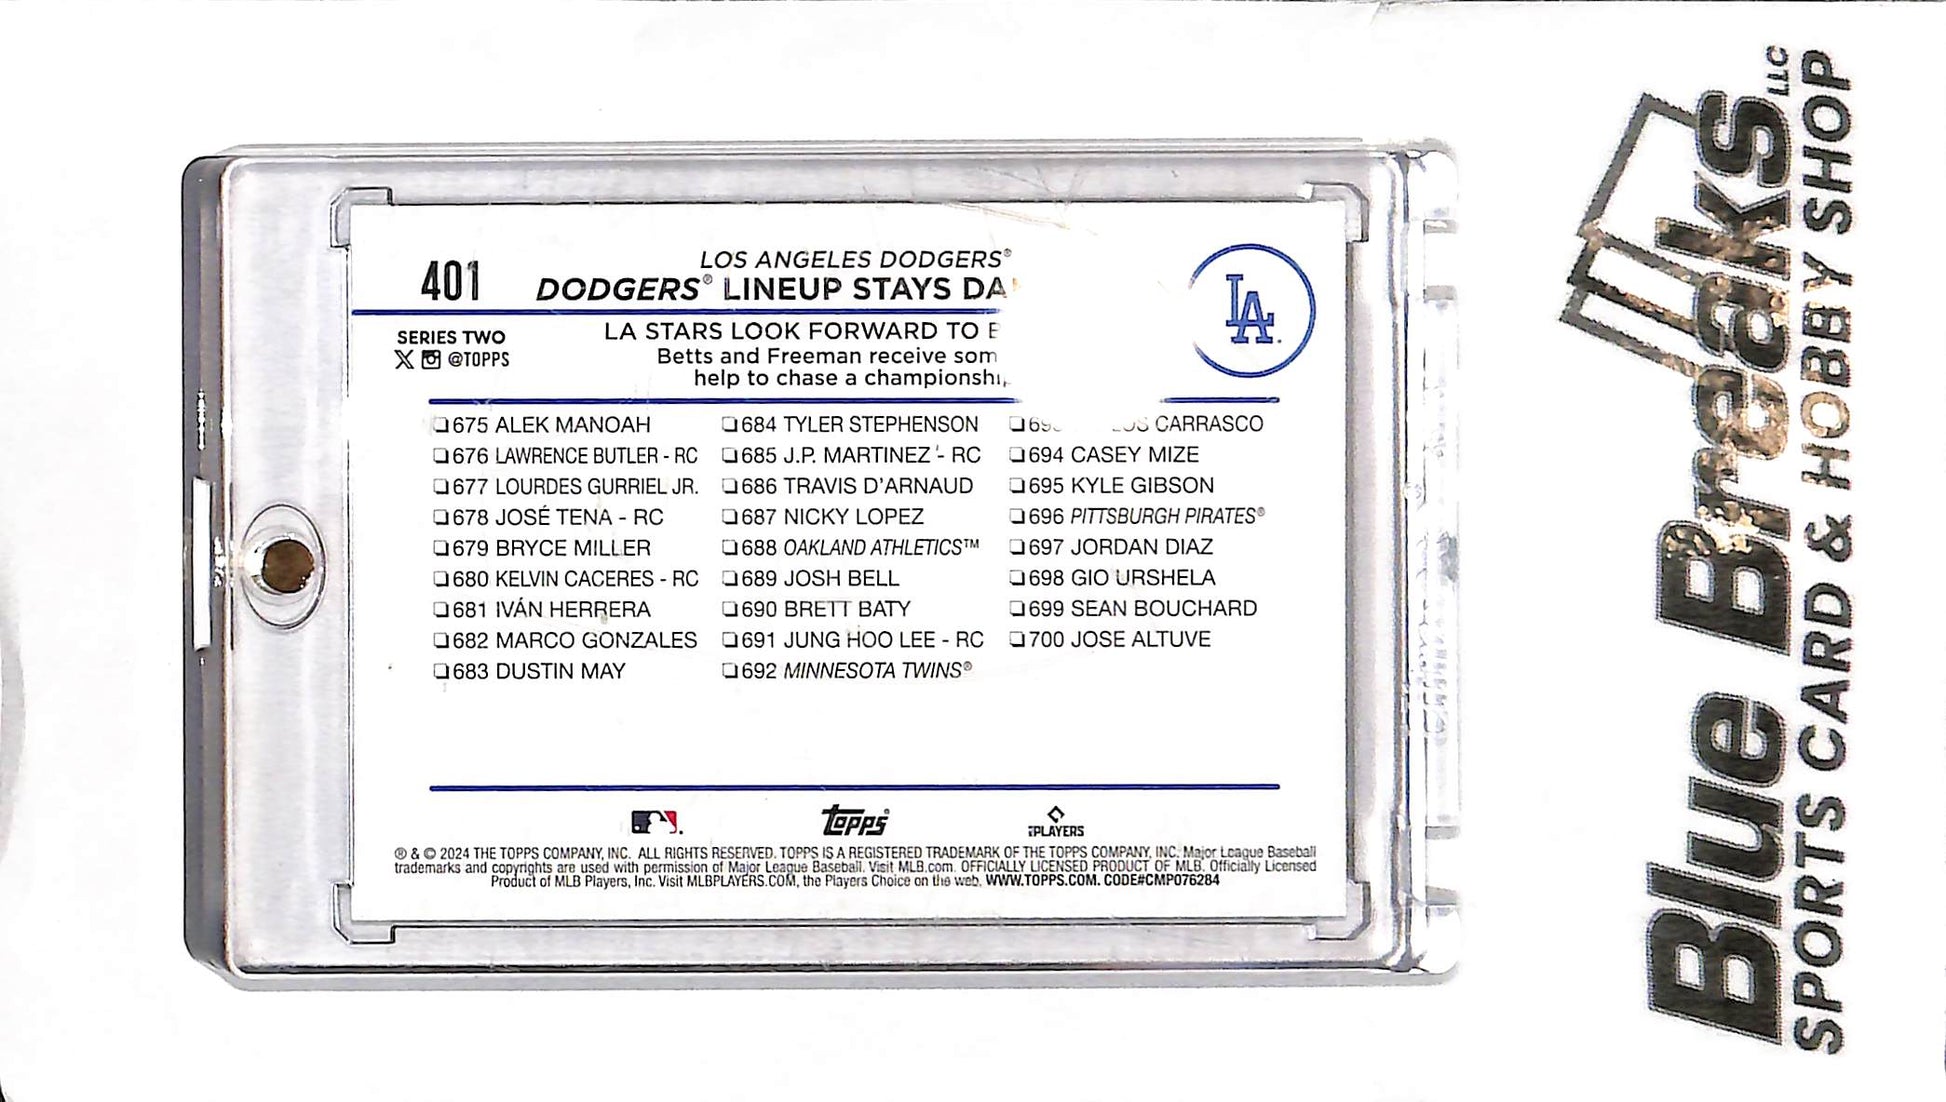 401
LOS ANGELES DODGERS®
DODGERS® LINEUP STAYS
SERIES TWO
@TOPPS
LA STARS LOOK FORWARD TO
Betts and Freeman receive
help to chase a
675 ALEK MANOAH
676 LAWRENCE BUTLER - RC
677 LOURDES GURRIEL JR.
678 JOSÉ TENA - RC
679 BRYCE MILLER
680 KELVIN CACERES - RC
681 IVÁN HERRERA
682 MARCO GONZALES
683 DUSTIN MAY
684 TYLER STEPHENSON
685 J.P. MARTINEZ - RC
686 TRAVIS D'ARNAUD
687 NICKY LOPEZ
688 OAKLAND ATHLETICS™
689 JOSH BELL
690 BRETT BATY
691 JUNG HOO LEE - RC
692 MINNESOTA TWINS®
CARRASCO
694 CASEY MIZE
695 KYLE GIBSON
696 PITTSBURGH PIRATES®
697 JORDAN DIAZ
698 GIO URSHELA
699 SEAN BOUCHARD
700 JOSE ALTUVE
LA
topps
PLAYERS
® & © 2024 THE TOPPS COMPANY, INC. ALL RIGHTS RESERVED. TOPPS IS A REGISTERED TRADEMARK OF THE TOPPS COMPANY, INC. Major League Baseball
trademarks and copyrights are used with permission of Major League Baseball. Visit MLB.com. OFFICIALLY LICENSED PRODUCT OF MLB. Officially Licensed
Product of MLB Players, Inc. Visit MLBPLAYERS.COM, the Players Choice on the web. WWW.TOPPS.COM. CODE#CMP076284
Blue Breaks LLC
SPORTS CARD & HOBBY SHOP